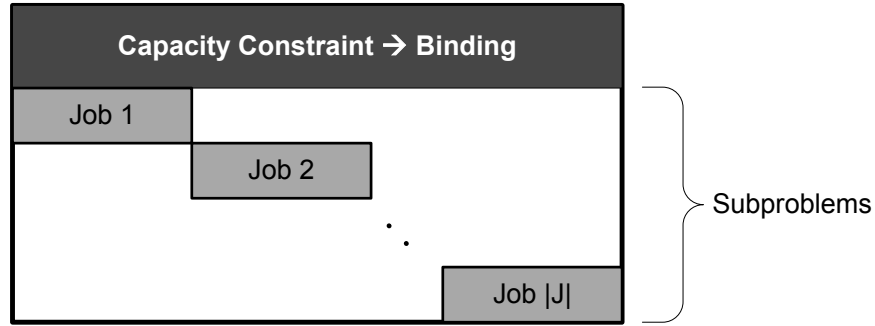 Capacity Constraint → Binding
Job 1
Job 2
Subproblems
Job |J|